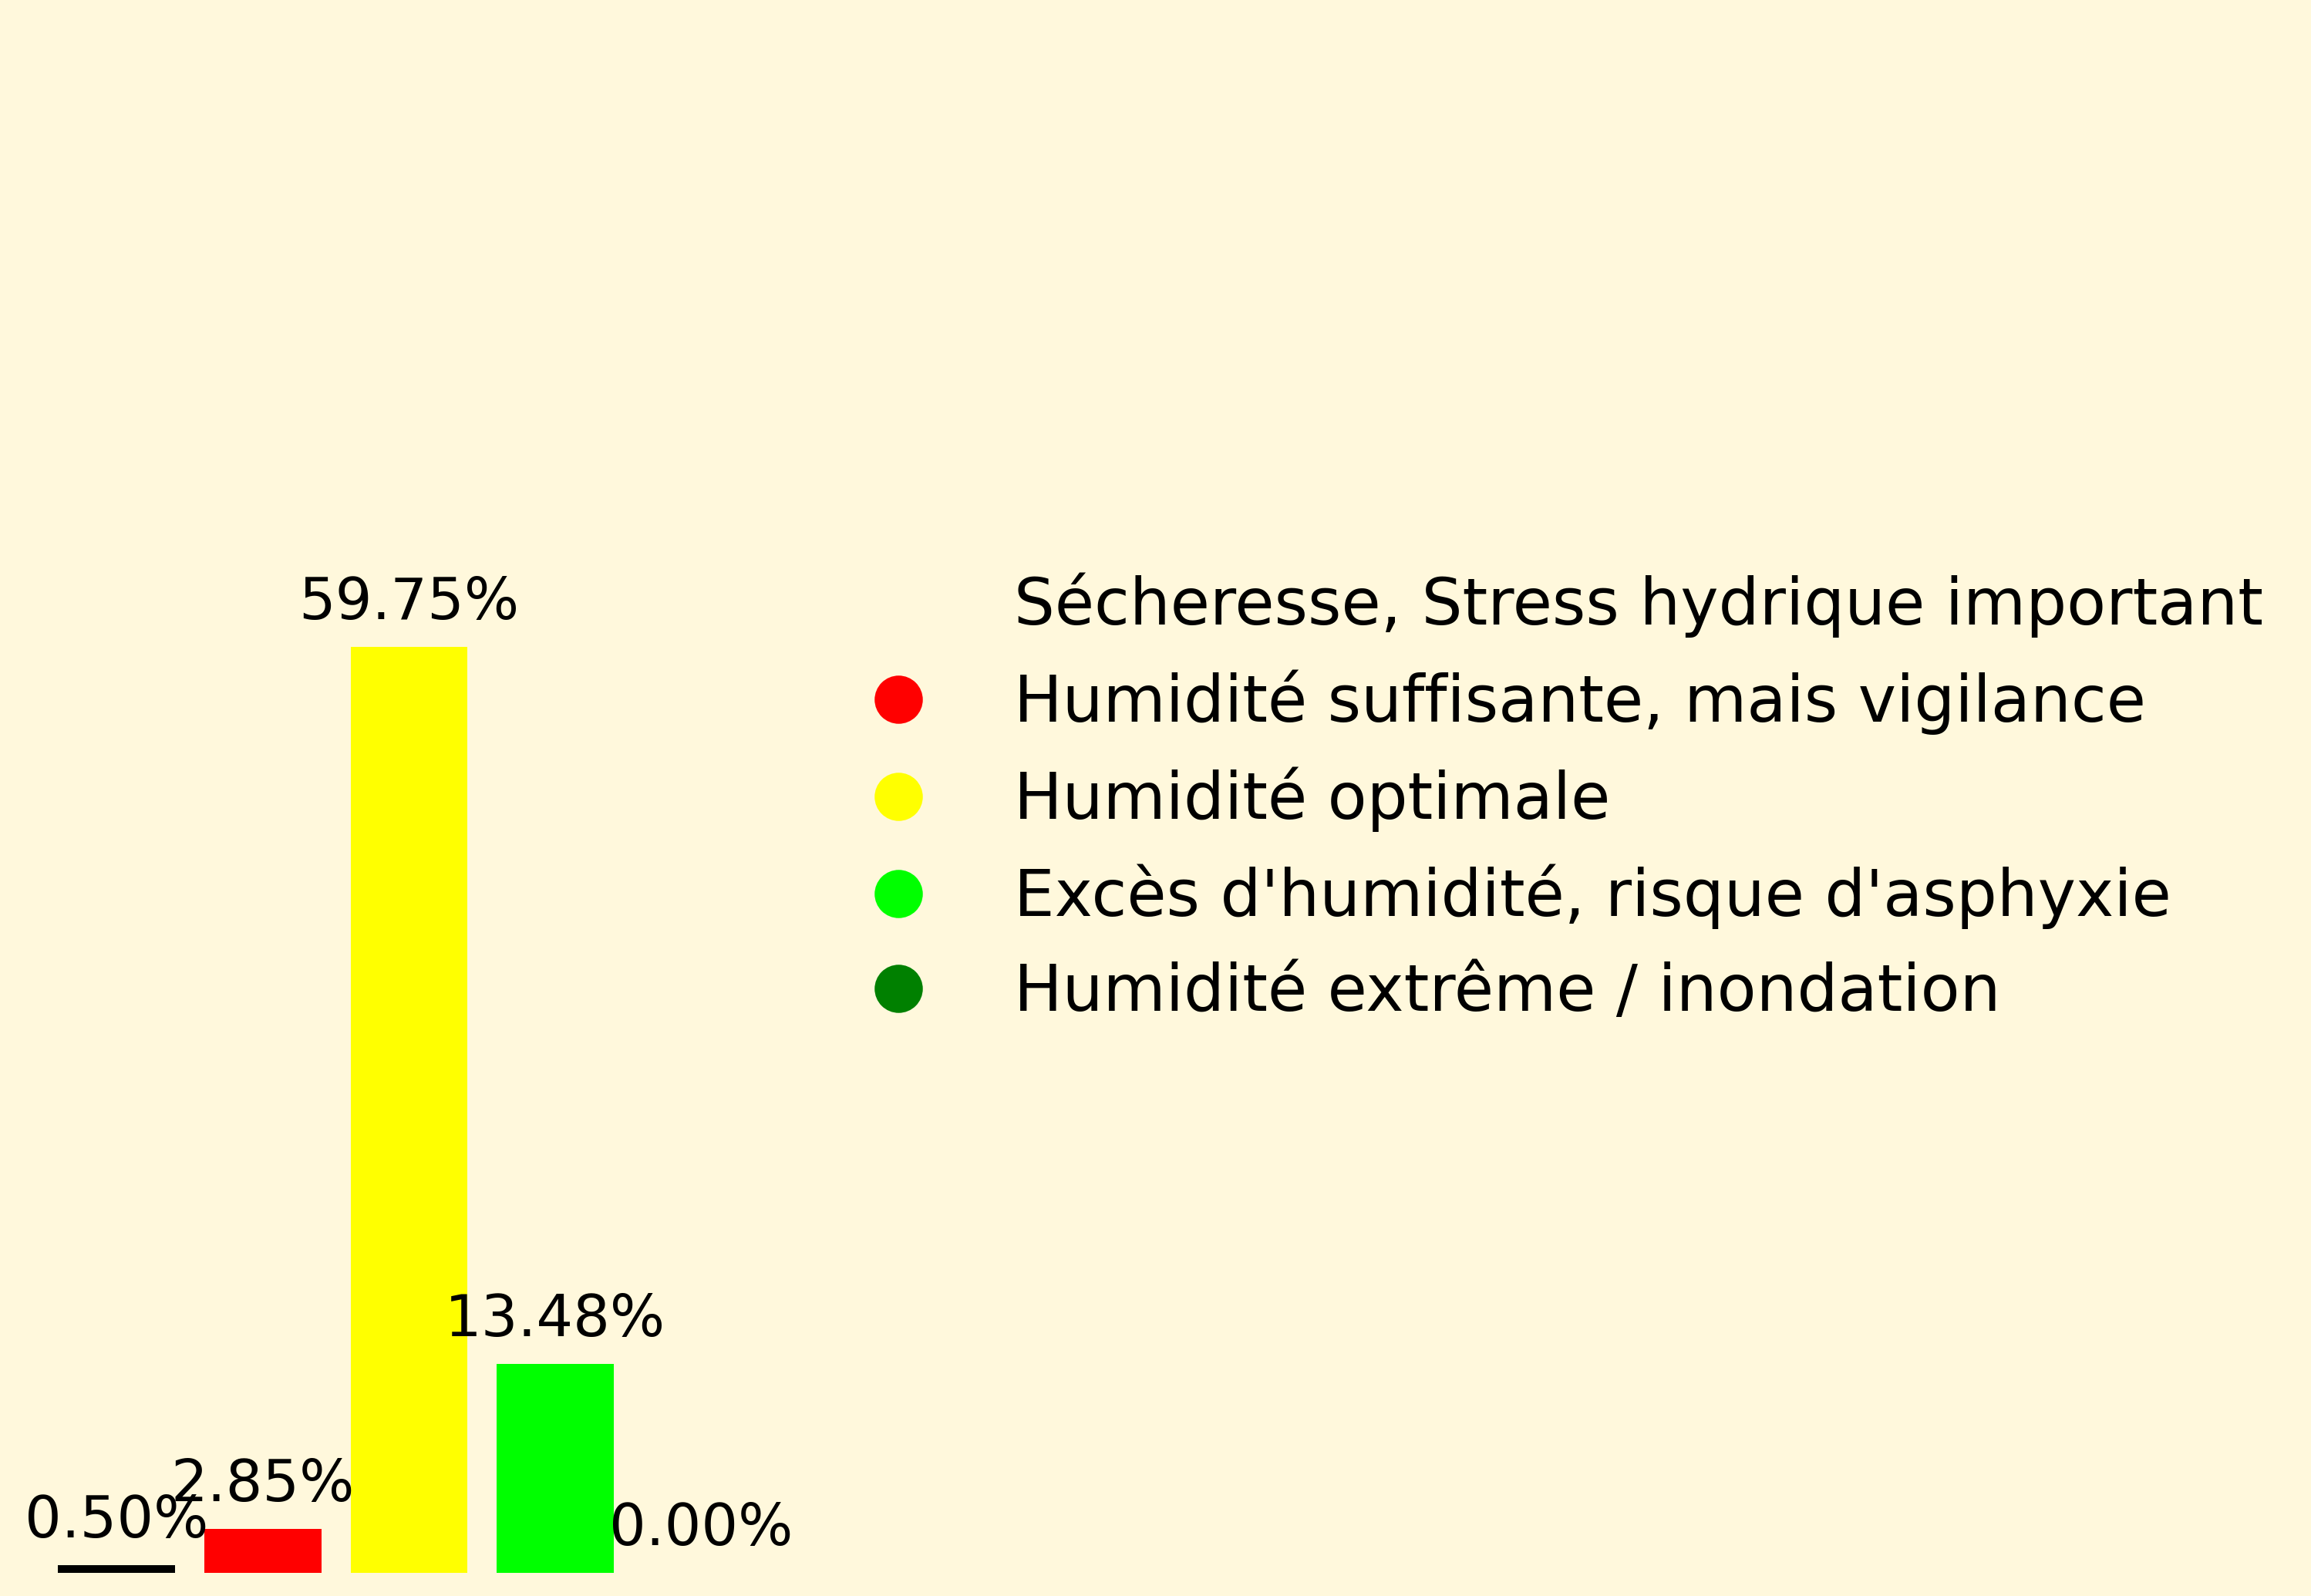 59.75%
13.48%
2.85%
0.50%
0.00%
Sécheresse, Stress hydrique important
Humidité suffisante, mais vigilance
Humidité optimale
Excès d'humidité, risque d'asphyxie
Humidité extrême / inondation